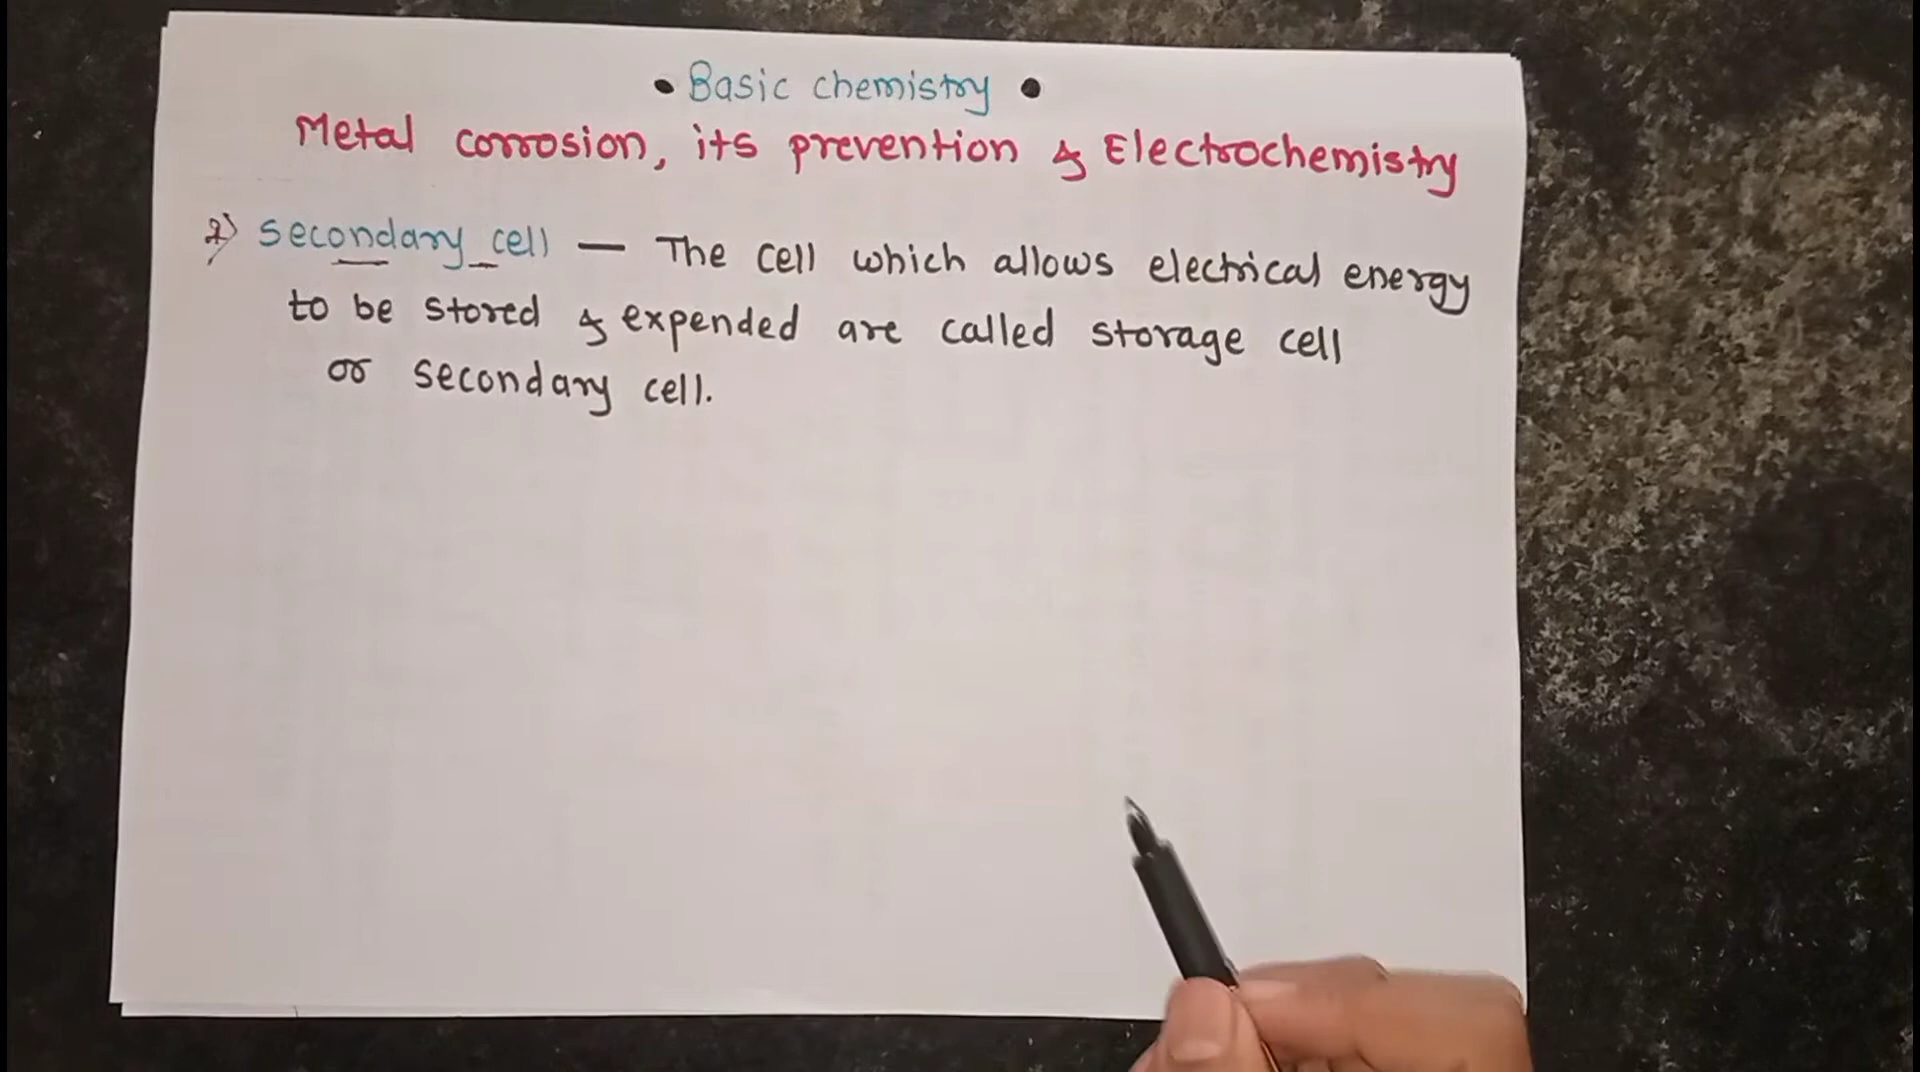 • Basic chemistry •
Metal corrosion, its prevention & Electrochemistry
2) secondary cell — The cell which allows electrical energy
to be stored & expended are called storage cell
or secondary cell.